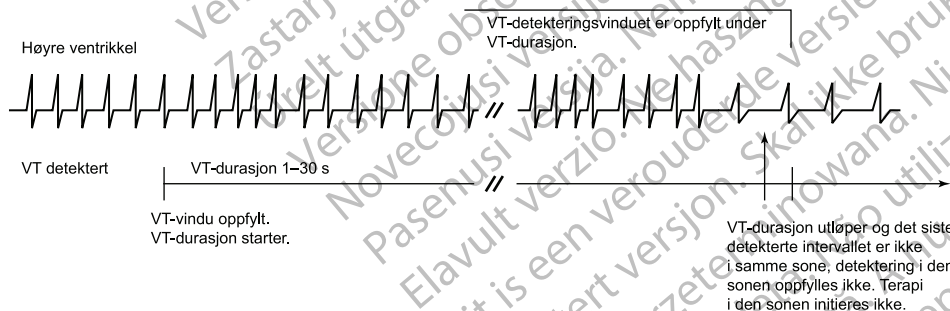 VT-detekteringsvinduet er oppfylt under
VT-durasjon.
Høyre ventrikkel
VT detektert
VT-durasjon 1–30 s
VT-vindu oppfylt.
VT-durasjon starter.
VT-durasjon utløper og det siste
detekterte intervallet er ikke
i samme sone, detektering i den
sonen oppfylles ikke. Terapi
i den sonen initieres ikke.